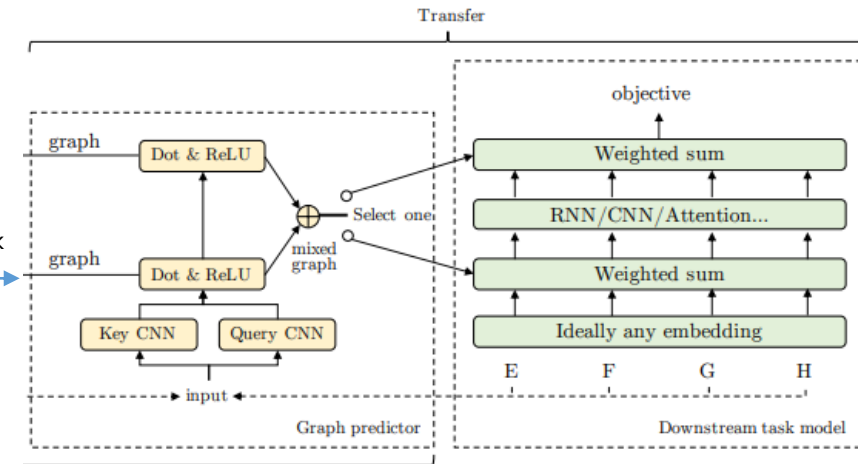 Transfer
objective
graph
Dot & ReLU
Weighted sum
Select one
RNN/CNN/Attention...
mixed
graph
k
graph
Dot & ReLU
Weighted sum
Key CNN
Query CNN
Ideally any embedding
E F G H
input
Graph predictor
Downstream task model